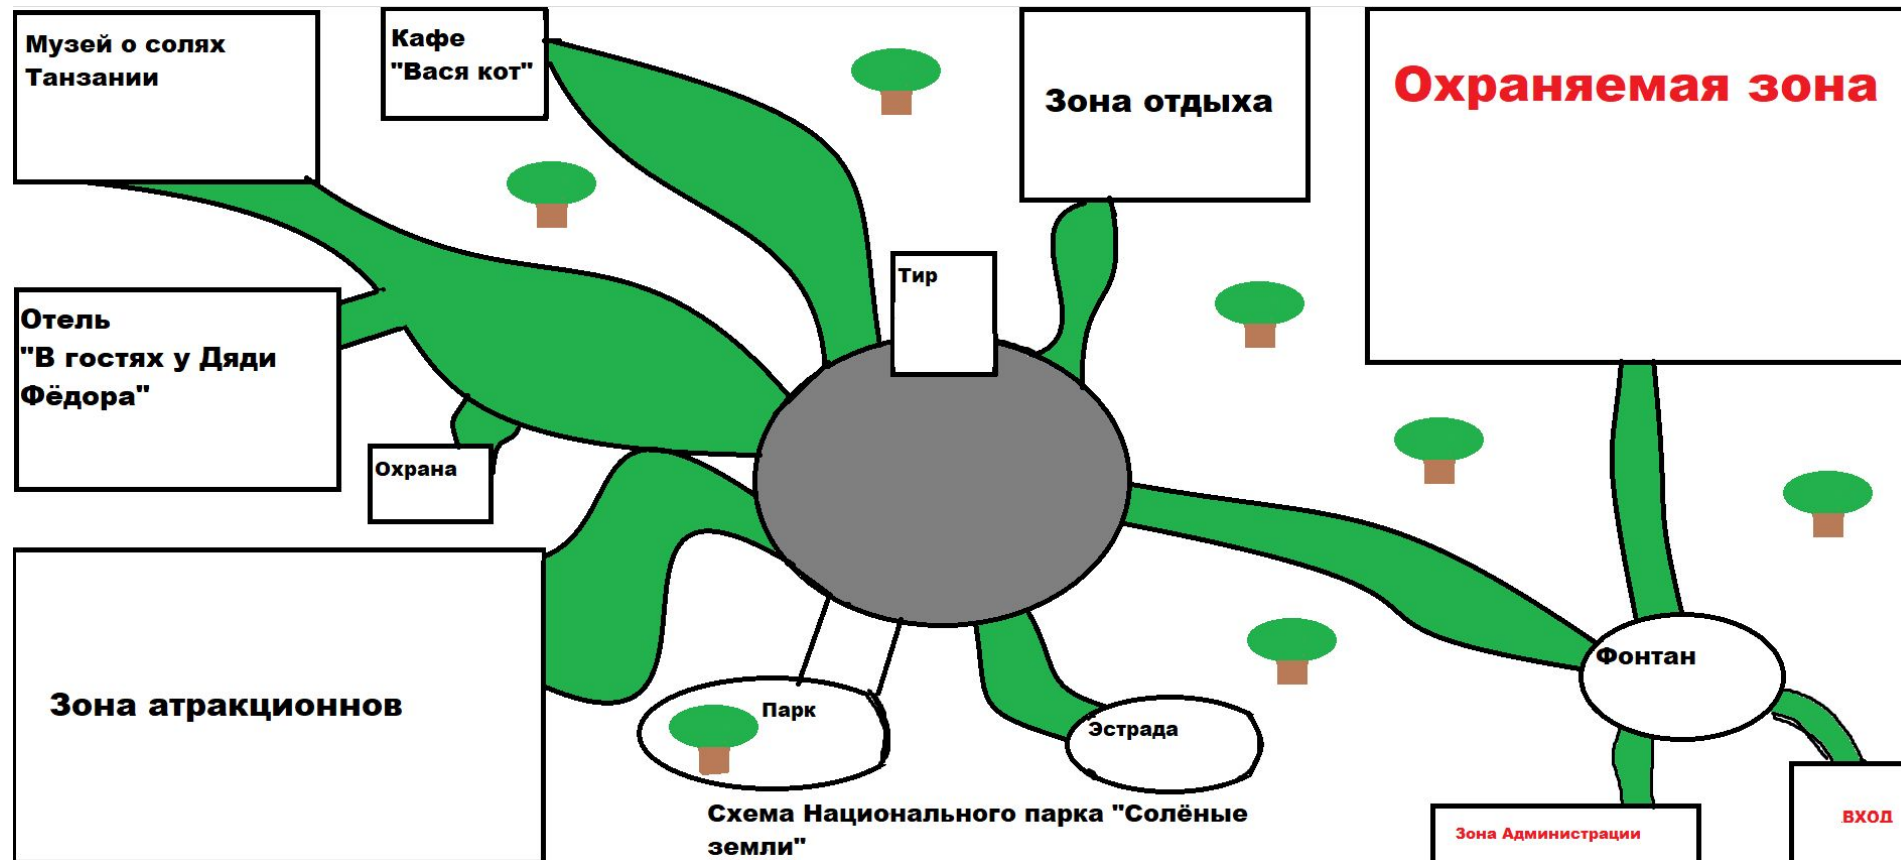 Музей о солях
Танзании
Кафе
"Вася кот"
Зона отдыха
Охраняемая зона
Тир
Отель
"В гостях у Дяди
Фёдора"
Охрана
Зона атракционнов
Парк
Эстрада
Фонтан
Схема Национального парка "Солёные
земли"
Зона Администрации
ВХОД